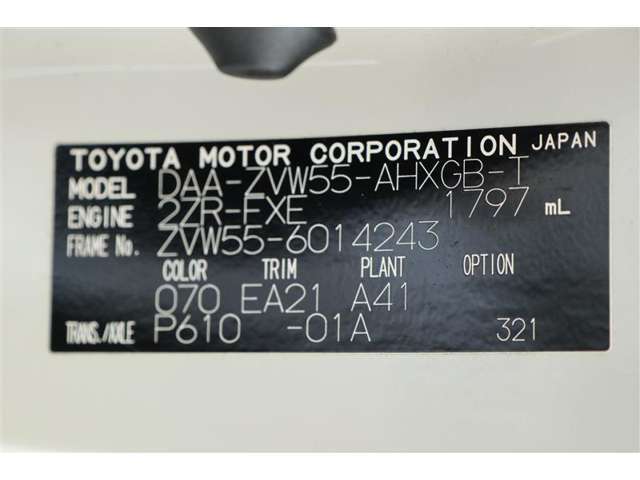 TOYOTA MOTOR CORPORATION JAPAN
MODEL DAA-ZVW55-AHXGB-T
ENGINE 2ZR-FXE 1797 mL
FRAME No. ZVW55-6014243
COLOR TRIM PLANT OPTION
070 EA21 A41
TRANS./AXLE P610 -01A 321